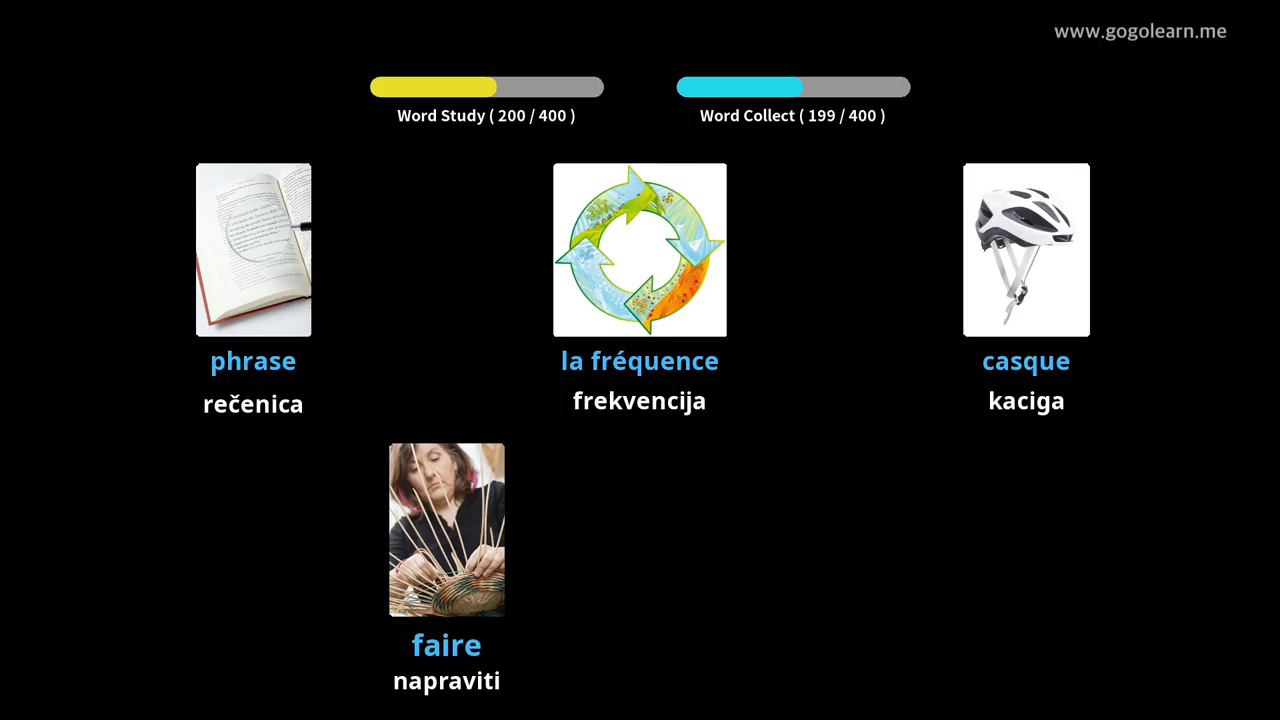 www.gogolearn.me
Word Study ( 200 / 400 )
Word Collect ( 199 / 400 )
phrase
la fréquence
casque
rečenica
frekvencija
kaciga
faire
napraviti